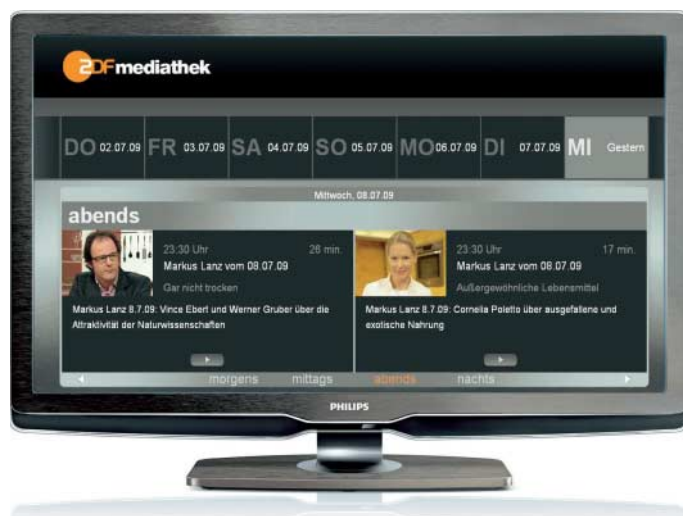 ZDFmediathek
DO 02.07.09 FR 03.07.09 SA 04.07.09 SO 05.07.09 MO 06.07.09 DI 07.07.09 MI Gestern
Mittwoch, 08.07.09
abends
23:30 Uhr 26 min.
Markus Lanz vom 08.07.09
Gar nicht trocken
Markus Lanz 8.7.09: Vince Ebert und Werner Gruber über die
Attraktivität der Naturwissenschaften
23:30 Uhr 17 min.
Markus Lanz vom 08.07.09
Außergewöhnliche Lebensmittel
Markus Lanz 8.7.09: Cornelia Poletto über ausgefallene und
exotische Nahrung
morgens mittags abends nachts
PHILIPS